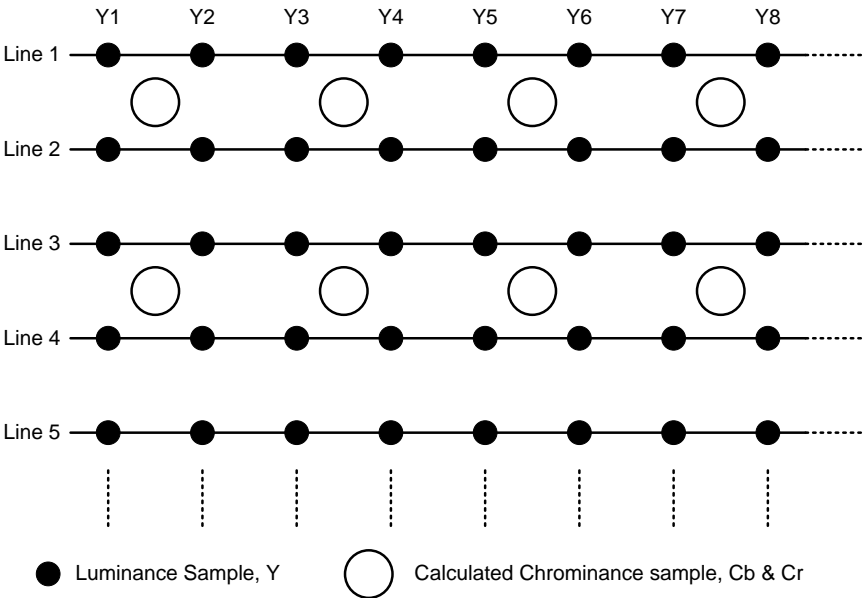 Y1 Y2 Y3 Y4 Y5 Y6 Y7 Y8
Line 1
Line 2
Line 3
Line 4
Line 5
Luminance Sample, Y Calculated Chrominance sample, Cb & Cr